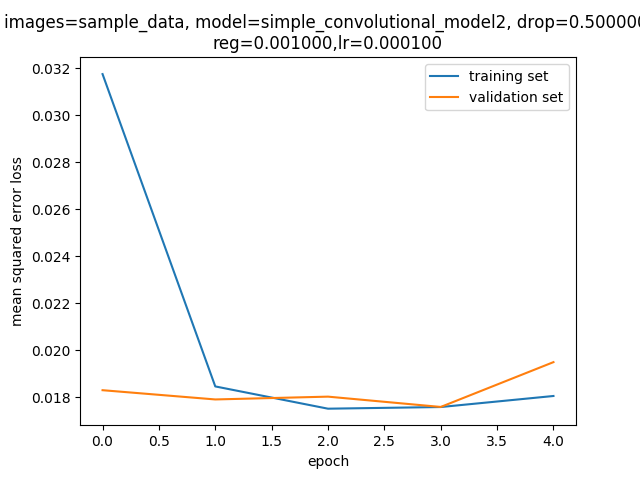 images=sample_data, model=simple_convolutional_model2, drop=0.500000
reg=0.001000,lr=0.000100
training set
validation set
0.032
0.030
0.028
0.026
0.024
0.022
0.020
0.018
mean squared error loss
0.0 0.5 1.0 1.5 2.0 2.5 3.0 3.5 4.0
epoch